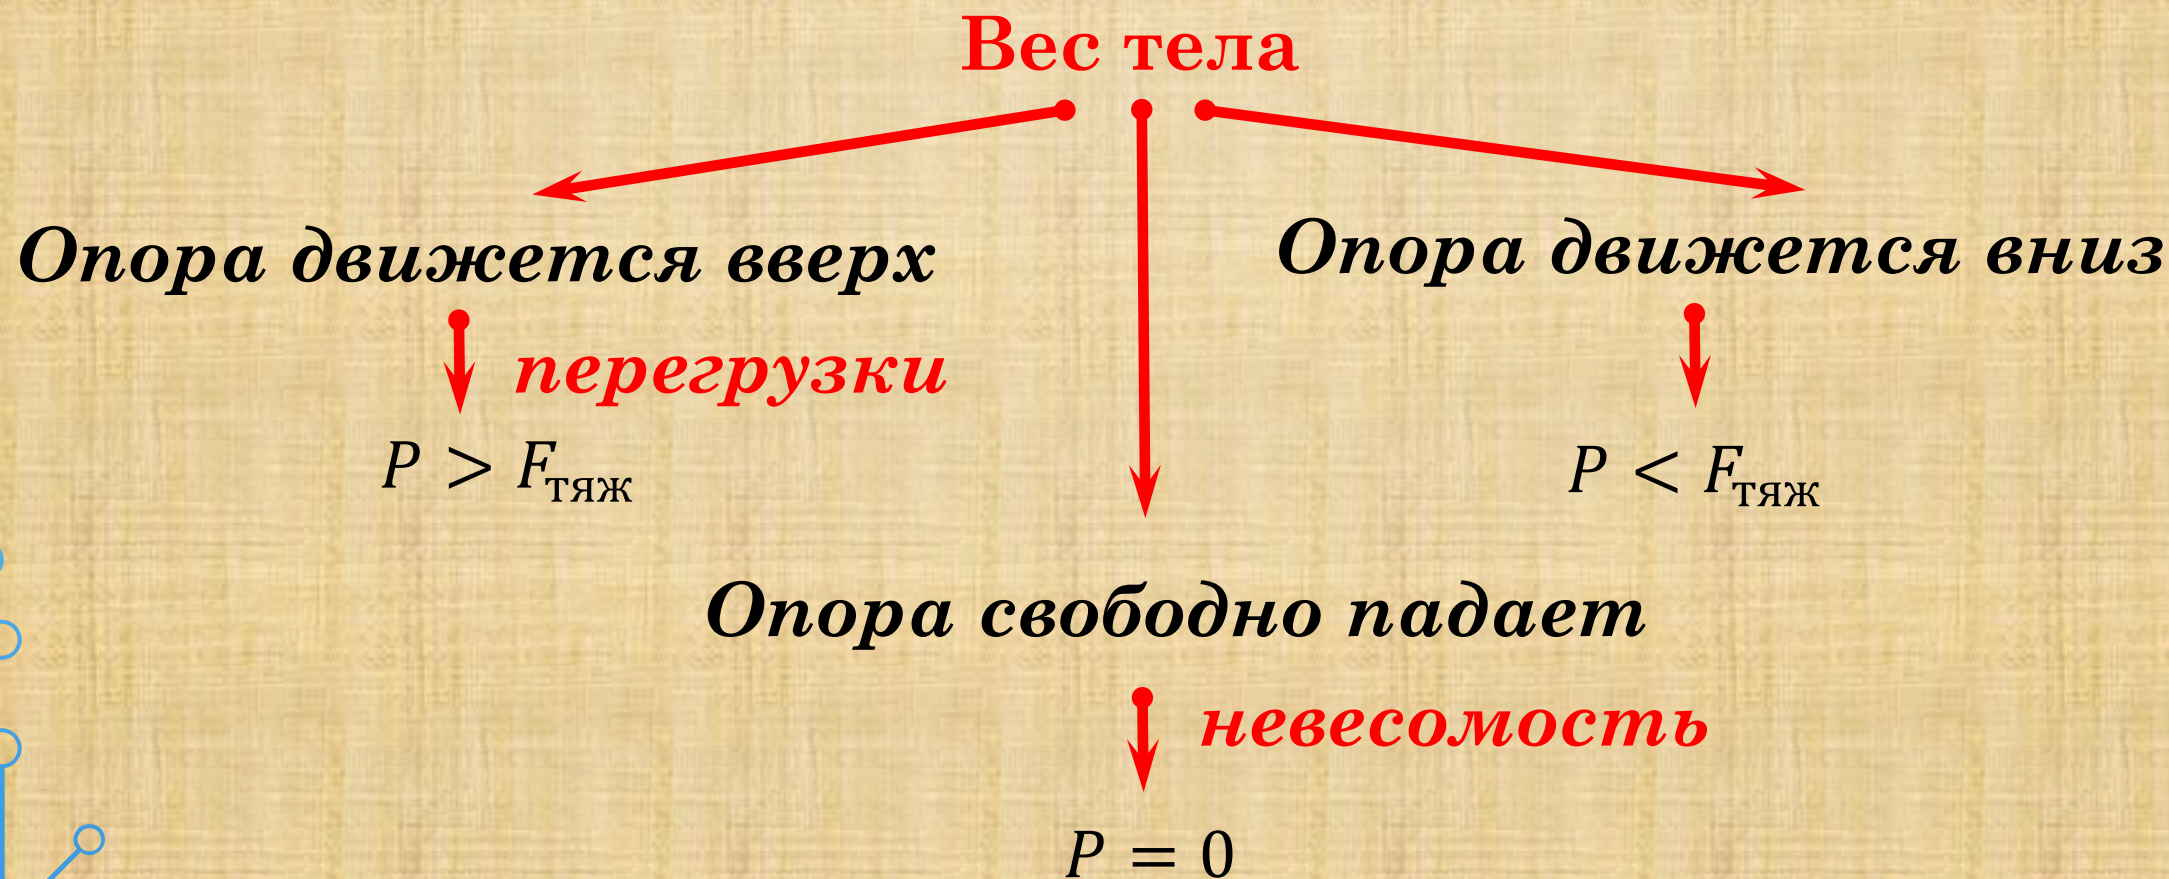 Вес тела
Опора движется вверх
Опора движется вниз
перегрузки
P > Fтяж
P < Fтяж
Опора свободно падает
невесомость
P = 0